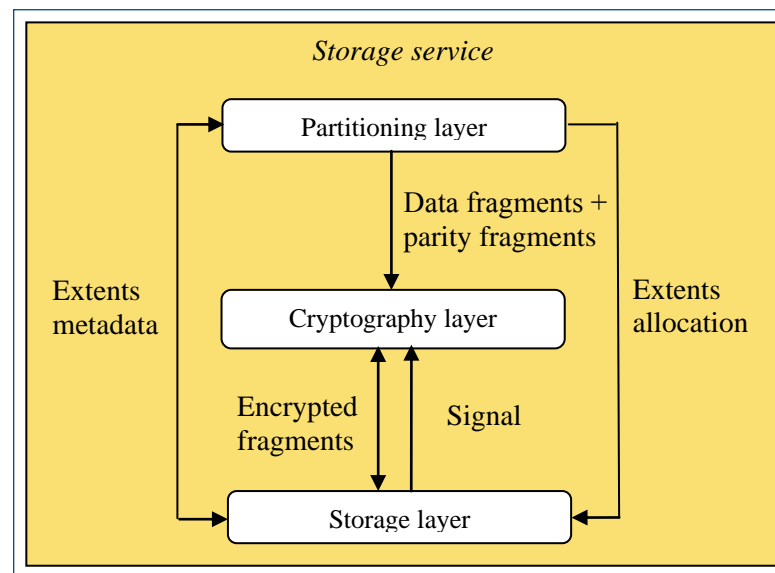 Storage service
Partitioning layer
Data fragments +
parity fragments
Extents
metadata
Extents
allocation
Cryptography layer
Encrypted
fragments
Signal
Storage layer